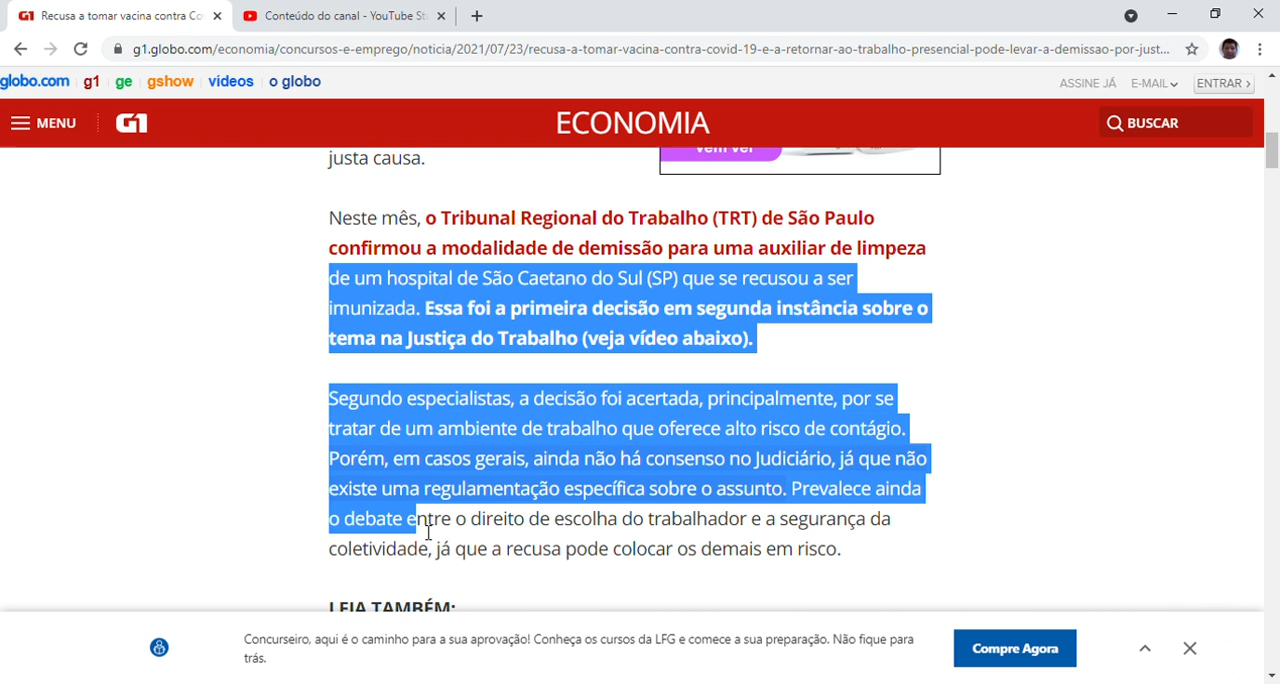 Recusa a tomar vacina contra Co
Conteúdo do canal - YouTube St
g1.globo.com/economia/concursos-e-emprego/noticia/2021/07/23/recusa-a-tomar-vacina-contra-covid-19-e-a-retornar-ao-trabalho-presencial-pode-levar-a-demissao-por-just...
globo.com g1 ge gshow videos o globo
ASSINE JÁ E-MAIL ENTRAR ›
MENU G1 ECONOMIA BUSCAR
vem ver
justa causa.
Neste mês, o Tribunal Regional do Trabalho (TRT) de São Paulo
confirmou a modalidade de demissão para uma auxiliar de limpeza
de um hospital de São Caetano do Sul (SP) que se recusou a ser
imunizada. Essa foi a primeira decisão em segunda instância sobre o
tema na Justiça do Trabalho (veja vídeo abaixo).
Segundo especialistas, a decisão foi acertada, principalmente, por se
tratar de um ambiente de trabalho que oferece alto risco de contágio.
Porém, em casos gerais, ainda não há consenso no Judiciário, já que não
existe uma regulamentação específica sobre o assunto. Prevalece ainda
o debate entre o direito de escolha do trabalhador e a segurança da
coletividade, já que a recusa pode colocar os demais em risco.
LEIA TAMBÉM:
Concurseiro, aqui é o caminho para a sua aprovação! Conheça os cursos da LFG e comece a sua preparação. Não fique para
trás.
Compre Agora